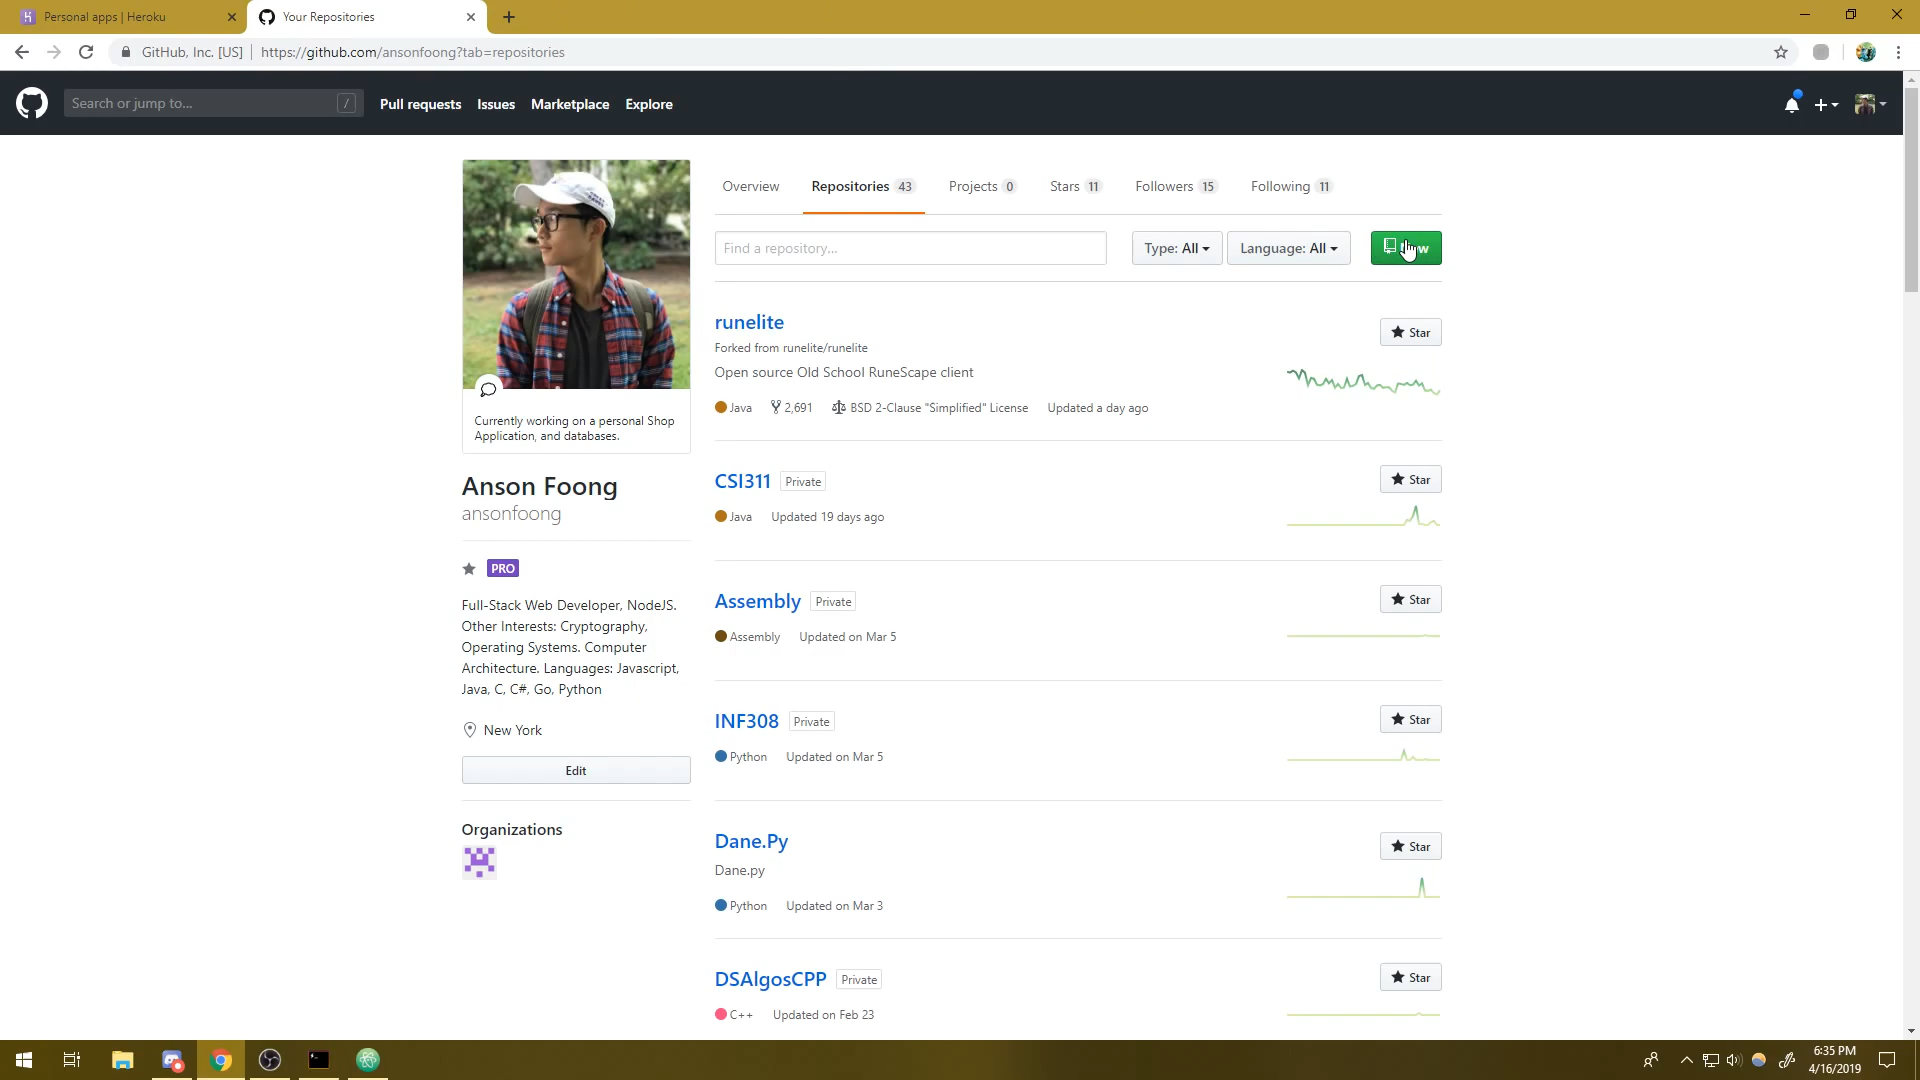 Personal apps | Heroku
Your Repositories
GitHub, Inc. [US]
https://github.com/ansonfoong?tab=repositories
Search or jump to...
/
Pull requests
Issues
Marketplace
Explore
Overview
Repositories 43
Projects 0
Stars 11
Followers 15
Following 11
Find a repository...
Type: All
Language: All
runelite
Star
Forked from runelite/runelite
Open source Old School RuneScape client
Java
2,691
BSD 2-Clause "Simplified" License
Updated a day ago
Currently working on a personal Shop
Application, and databases.
Anson Foong
ansonfoong
PRO
Full-Stack Web Developer, NodeJS.
Other Interests: Cryptography,
Operating Systems. Computer
Architecture. Languages: Javascript,
Java, C, C#, Go, Python
New York
Edit
Organizations
CSI311 Private
Star
Java
Updated 19 days ago
Assembly Private
Star
Assembly
Updated on Mar 5
INF308 Private
Star
Python
Updated on Mar 5
Dane.Py
Star
Dane.py
Python
Updated on Mar 3
DSAlgosCPP Private
Star
C++
Updated on Feb 23
6:35 PM
4/16/2019